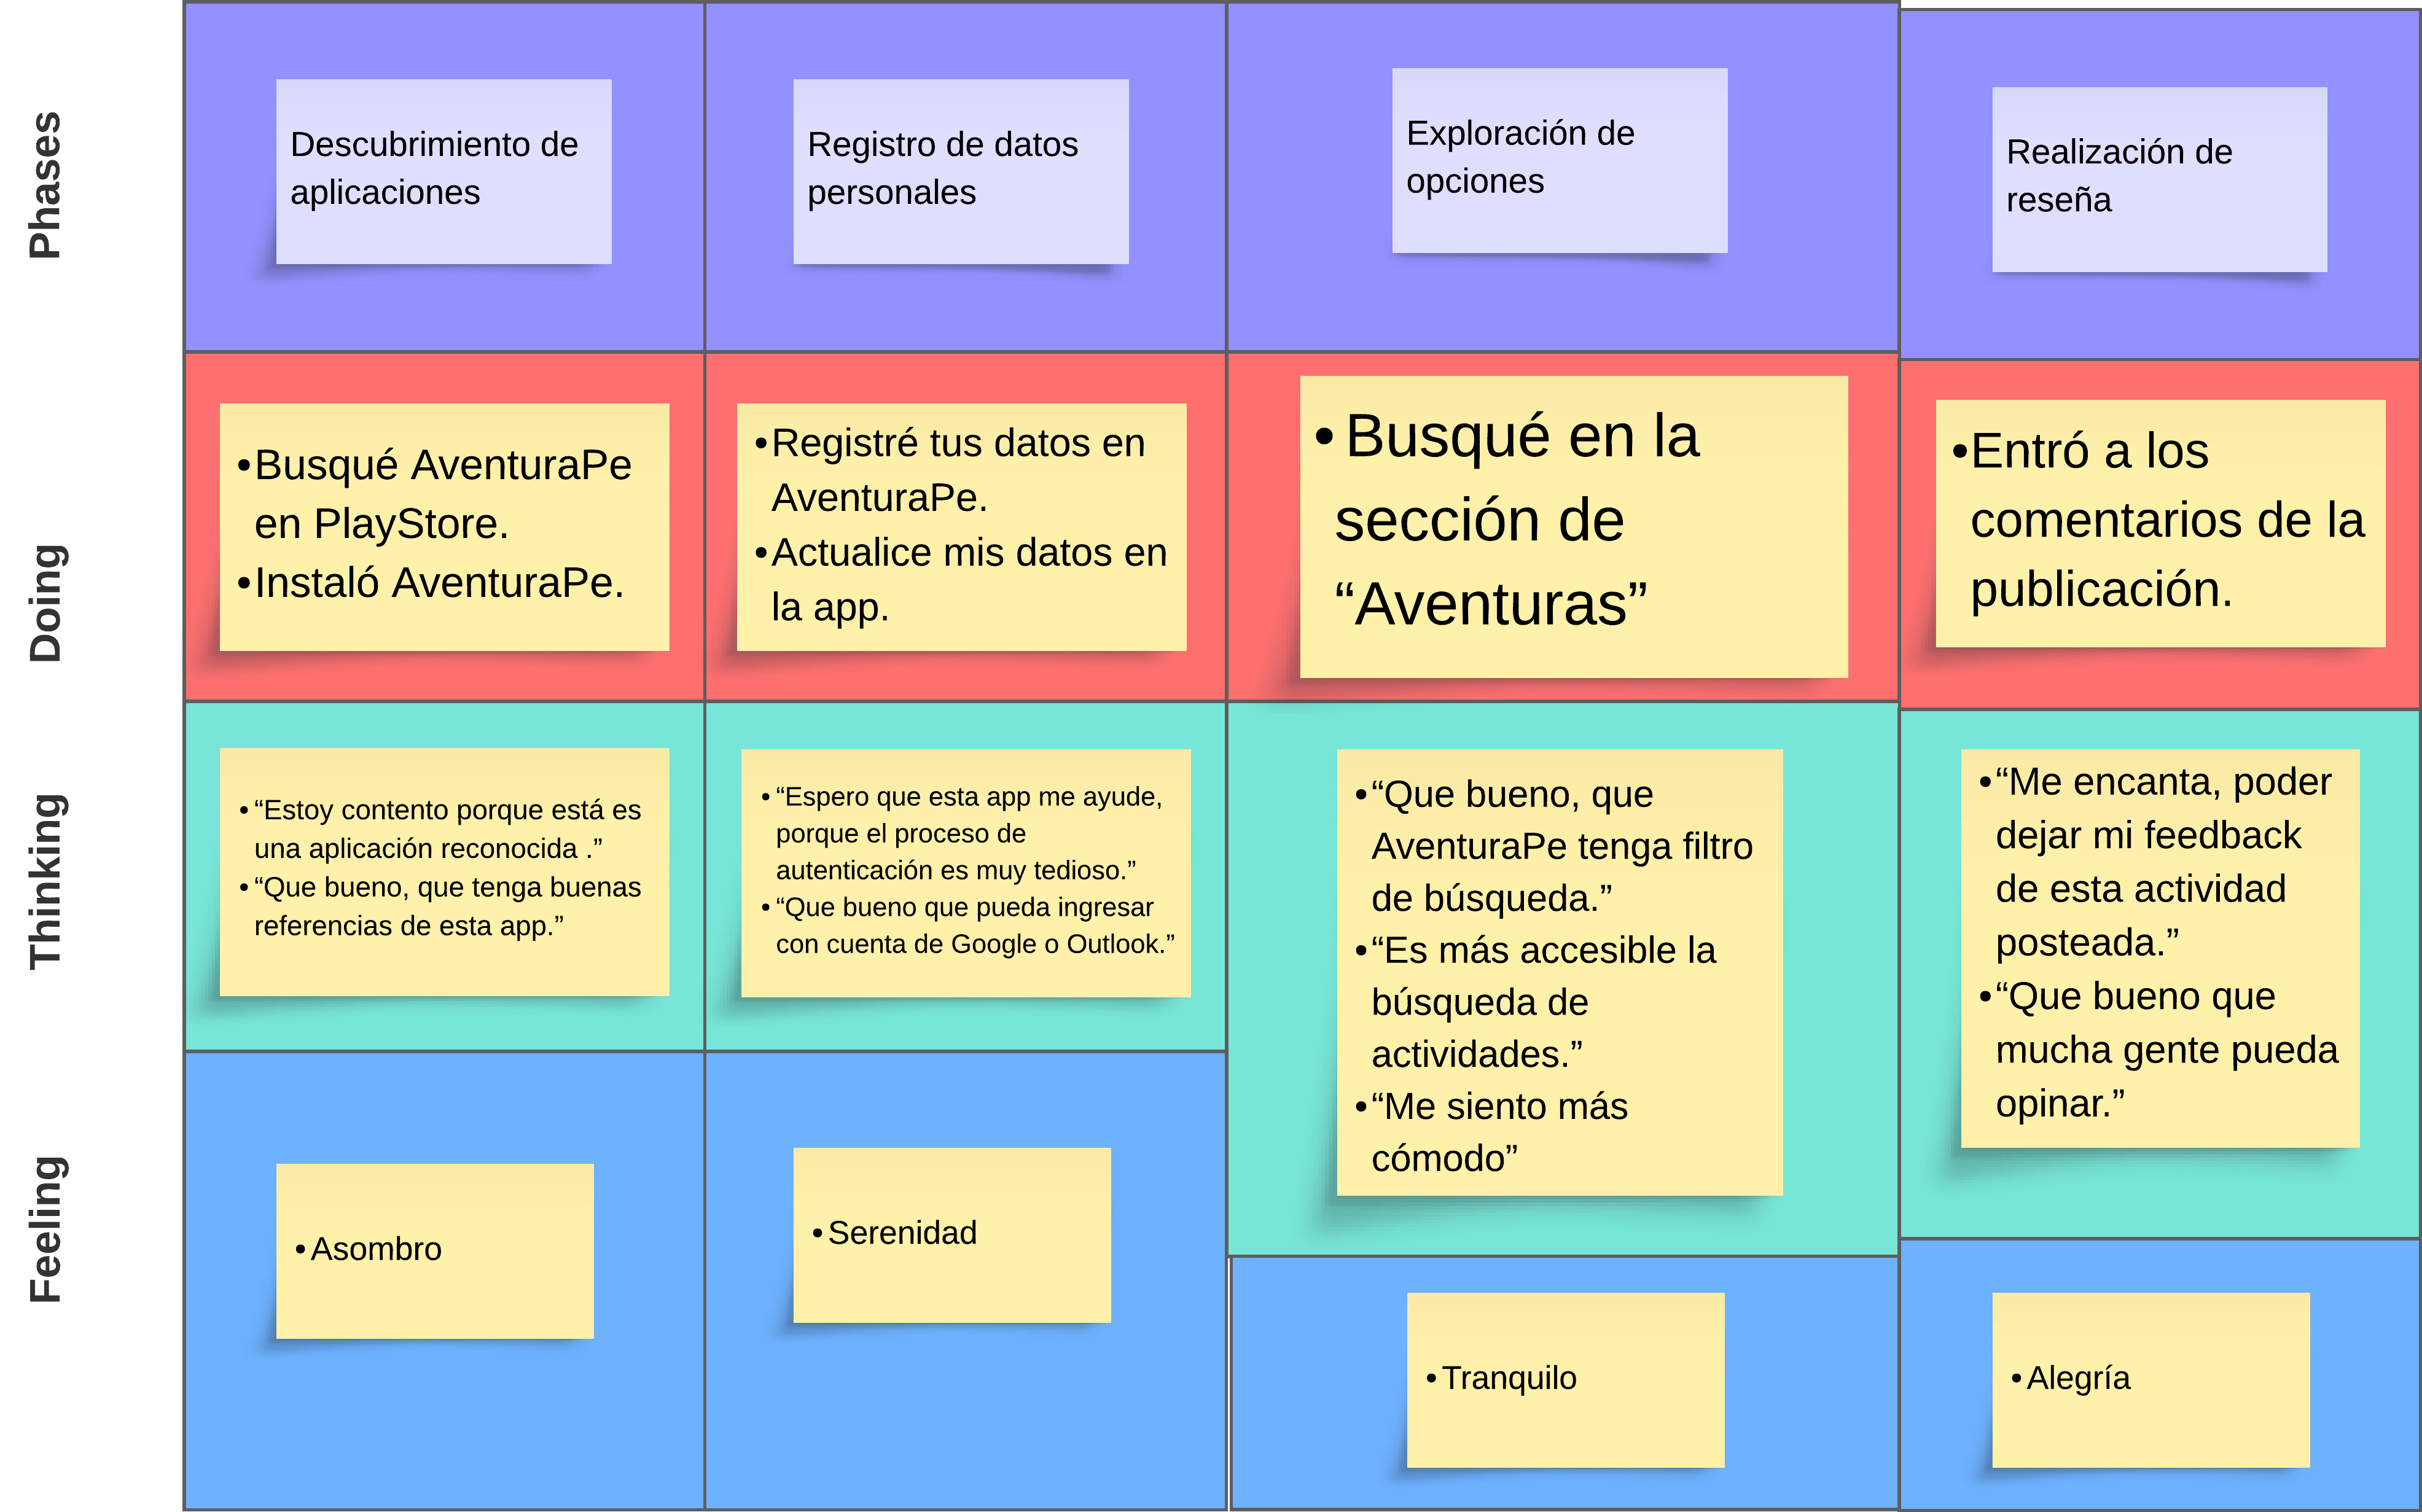 Phases
Descubrimiento de
aplicaciones
Registro de datos
personales
Exploración de
opciones
Realización de
reseña
Doing
•Busqué AventuraPe
en PlayStore.
•Instaló AventuraPe.
•Registré tus datos en
AventuraPe.
•Actualice mis datos en
la app.
• Busqué en la
sección de
“Aventuras”
•Entró a los
comentarios de la
publicación.
Thinking
• “Estoy contento porque está es
una aplicación reconocida .”
• “Que bueno, que tenga buenas
referencias de esta app.”
• “Espero que esta app me ayude,
porque el proceso de
autenticación es muy tedioso.”
• “Que bueno que pueda ingresar
con cuenta de Google o Outlook.”
•“Que bueno, que
AventuraPe tenga filtro
de búsqueda.”
•“Es más accesible la
búsqueda de
actividades.”
•“Me siento más
cómodo”
•“Me encanta, poder
dejar mi feedback
de esta actividad
posteada.”
•“Que bueno que
mucha gente pueda
opinar.”
Feeling
•Asombro
•Serenidad
•Tranquilo
•Alegría